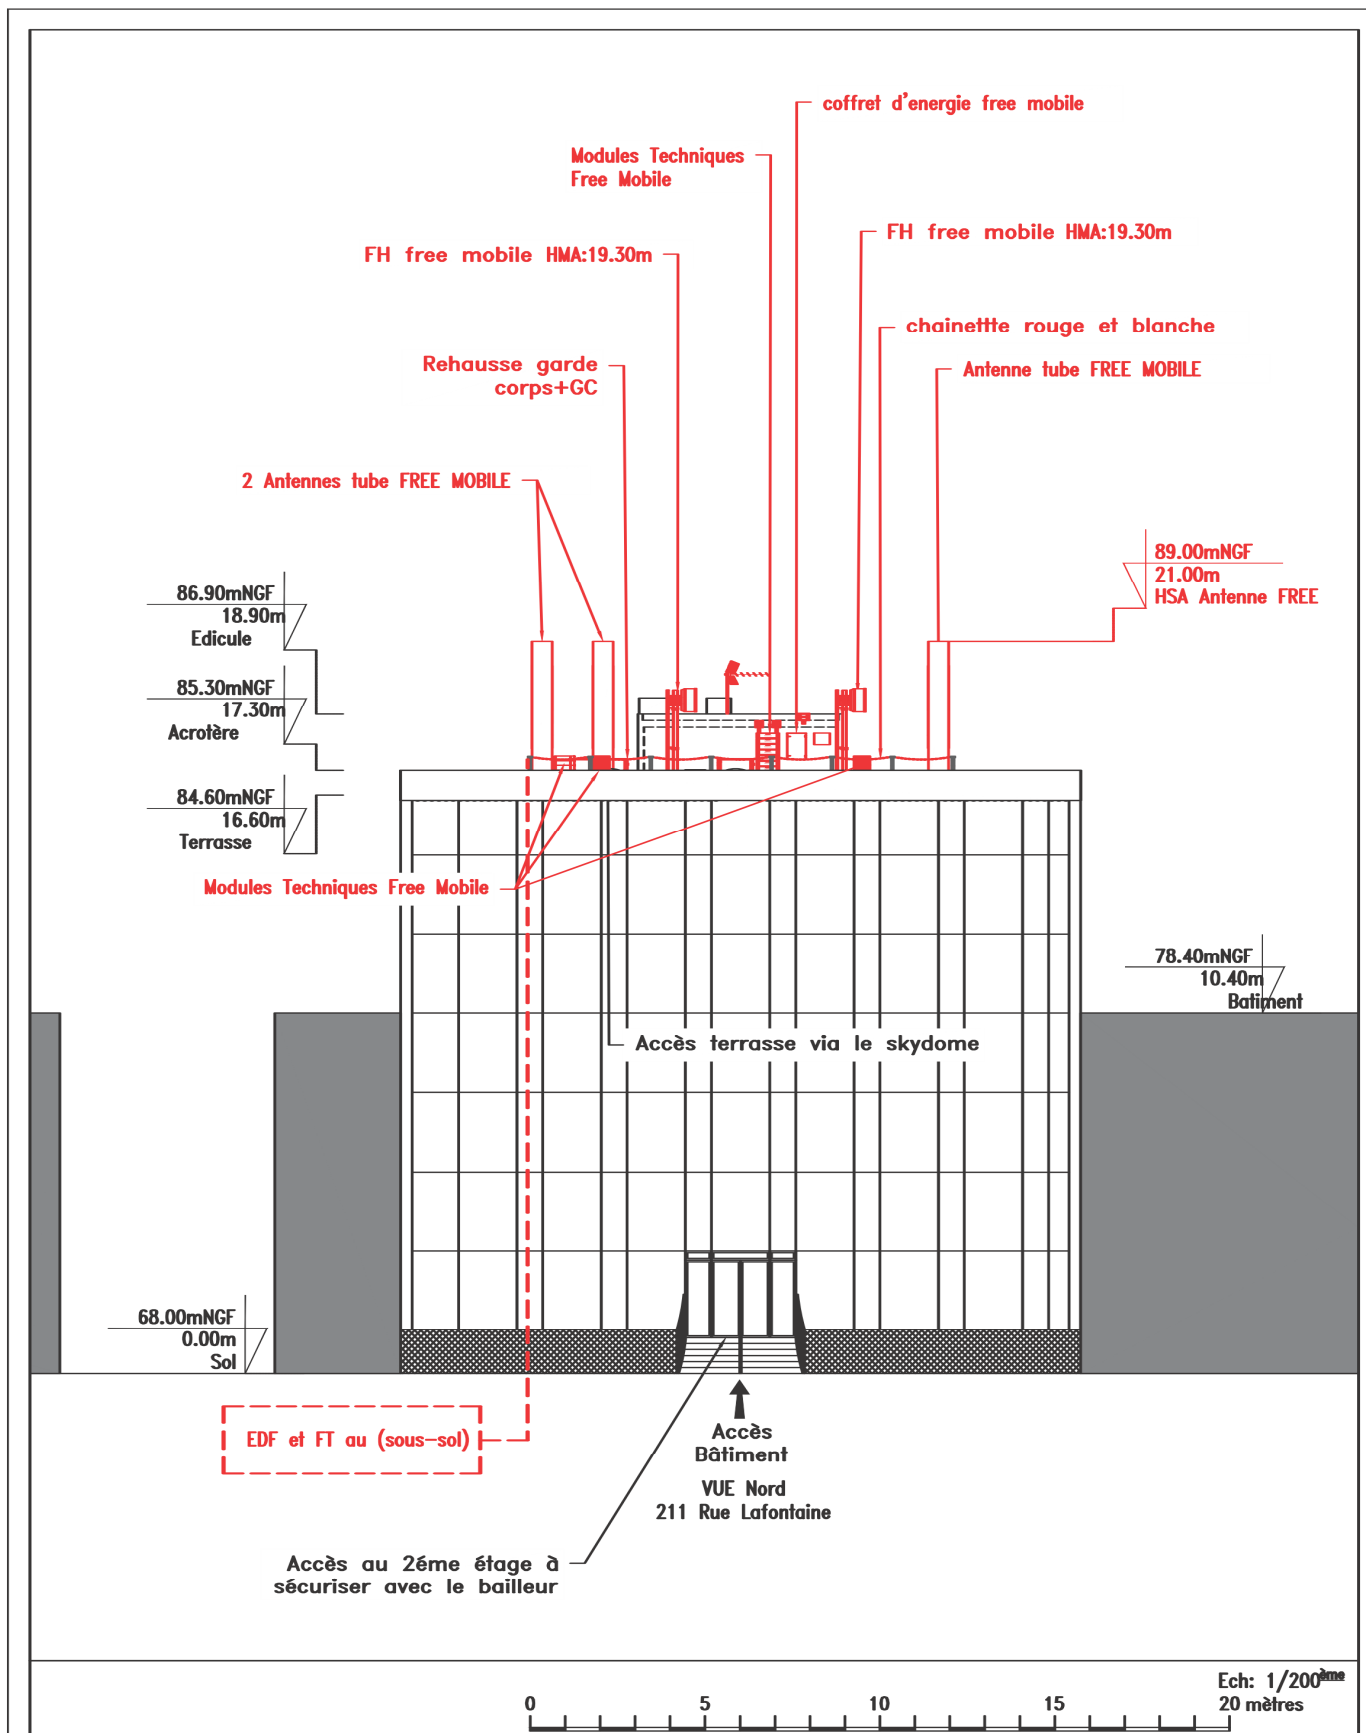 coffret d'energie free mobile
Modules Techniques
Free Mobile
FH free mobile HMA:19.30m
FH free mobile HMA:19.30m
chainettte rouge et blanche
Rehausse garde
corps+GC
Antenne tube FREE MOBILE
2 Antennes tube FREE MOBILE
89.00mNGF
21.00m
HSA Antenne FREE
86.90mNGF
18.90m
Edicule
85.30mNGF
17.30m
Acrotère
84.60mNGF
16.60m
Terrasse
Modules Techniques Free Mobile
78.40mNGF
10.40m
Batiment
Accès terrasse via le skydome
68.00mNGF
0.00m
Sol
EDF et FT au (sous-sol)
Accès
Bâtiment
VUE Nord
211 Rue Lafontaine
Accès au 2éme étage à
sécuriser avec le bailleur
Ech: 1/200ème
0 5 10 15 20 mètres